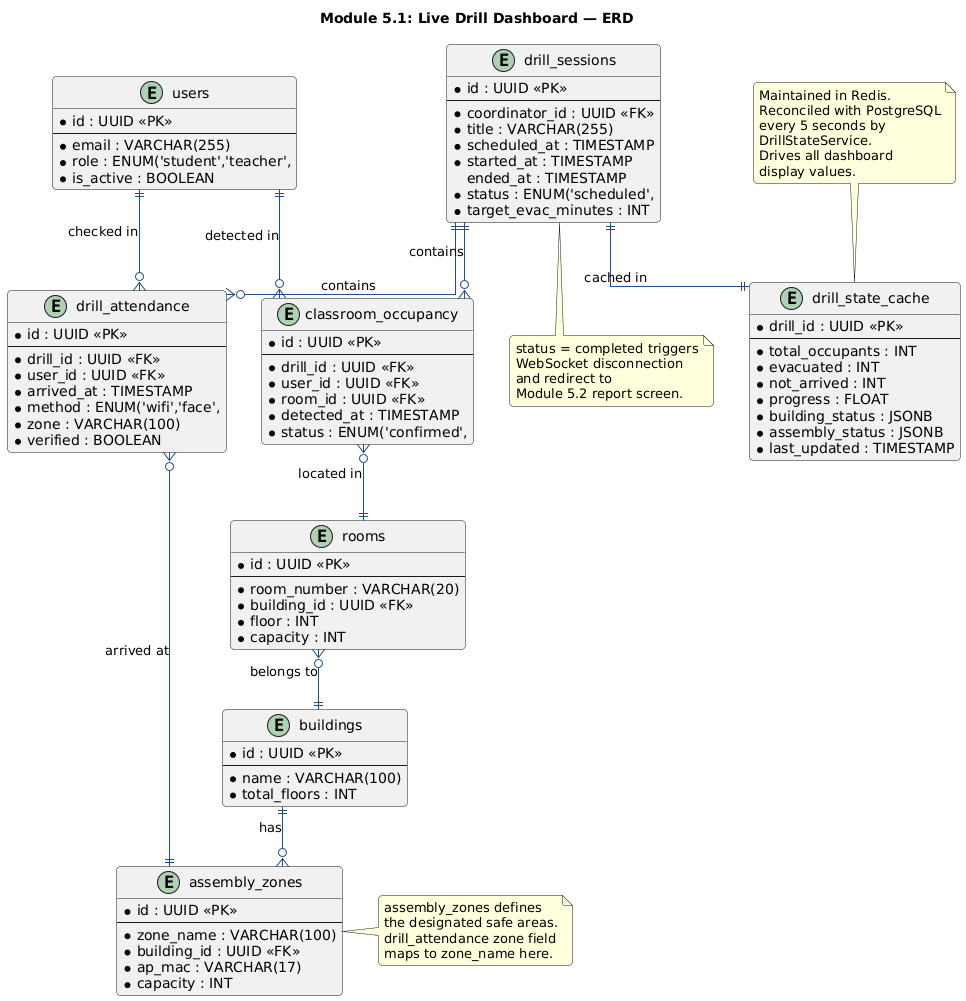 Module 5.1: Live Drill Dashboard — ERD
E users
id : UUID «PK»
email : VARCHAR(255)
role : ENUM('student','teacher',
is_active : BOOLEAN
E drill_sessions
id : UUID «PK»
coordinator_id : UUID «FK»
title : VARCHAR(255)
scheduled_at : TIMESTAMP
started_at : TIMESTAMP
ended_at : TIMESTAMP
status : ENUM('scheduled',
target_evac_minutes : INT
Maintained in Redis.
Reconciled with PostgreSQL
every 5 seconds by
DrillStateService.
Drives all dashboard
display values.
checked in
detected in
contains
contains
cached in
E drill_attendance
id : UUID «PK»
drill_id : UUID «FK»
user_id : UUID «FK»
arrived_at : TIMESTAMP
method : ENUM('wifi','face',
zone : VARCHAR(100)
verified : BOOLEAN
E classroom_occupancy
id : UUID «PK»
drill_id : UUID «FK»
user_id : UUID «FK»
room_id : UUID «FK»
detected_at : TIMESTAMP
status : ENUM('confirmed',
status = completed triggers
WebSocket disconnection
and redirect to
Module 5.2 report screen.
E drill_state_cache
drill_id : UUID «PK»
total_occupants : INT
evacuated : INT
not_arrived : INT
progress : FLOAT
building_status : JSONB
assembly_status : JSONB
last_updated : TIMESTAMP
located in
E rooms
id : UUID «PK»
room_number : VARCHAR(20)
building_id : UUID «FK»
floor : INT
capacity : INT
arrived at
belongs to
E buildings
id : UUID «PK»
name : VARCHAR(100)
total_floors : INT
has
E assembly_zones
id : UUID «PK»
zone_name : VARCHAR(100)
building_id : UUID «FK»
ap_mac : VARCHAR(17)
capacity : INT
assembly_zones defines
the designated safe areas.
drill_attendance zone field
maps to zone_name here.